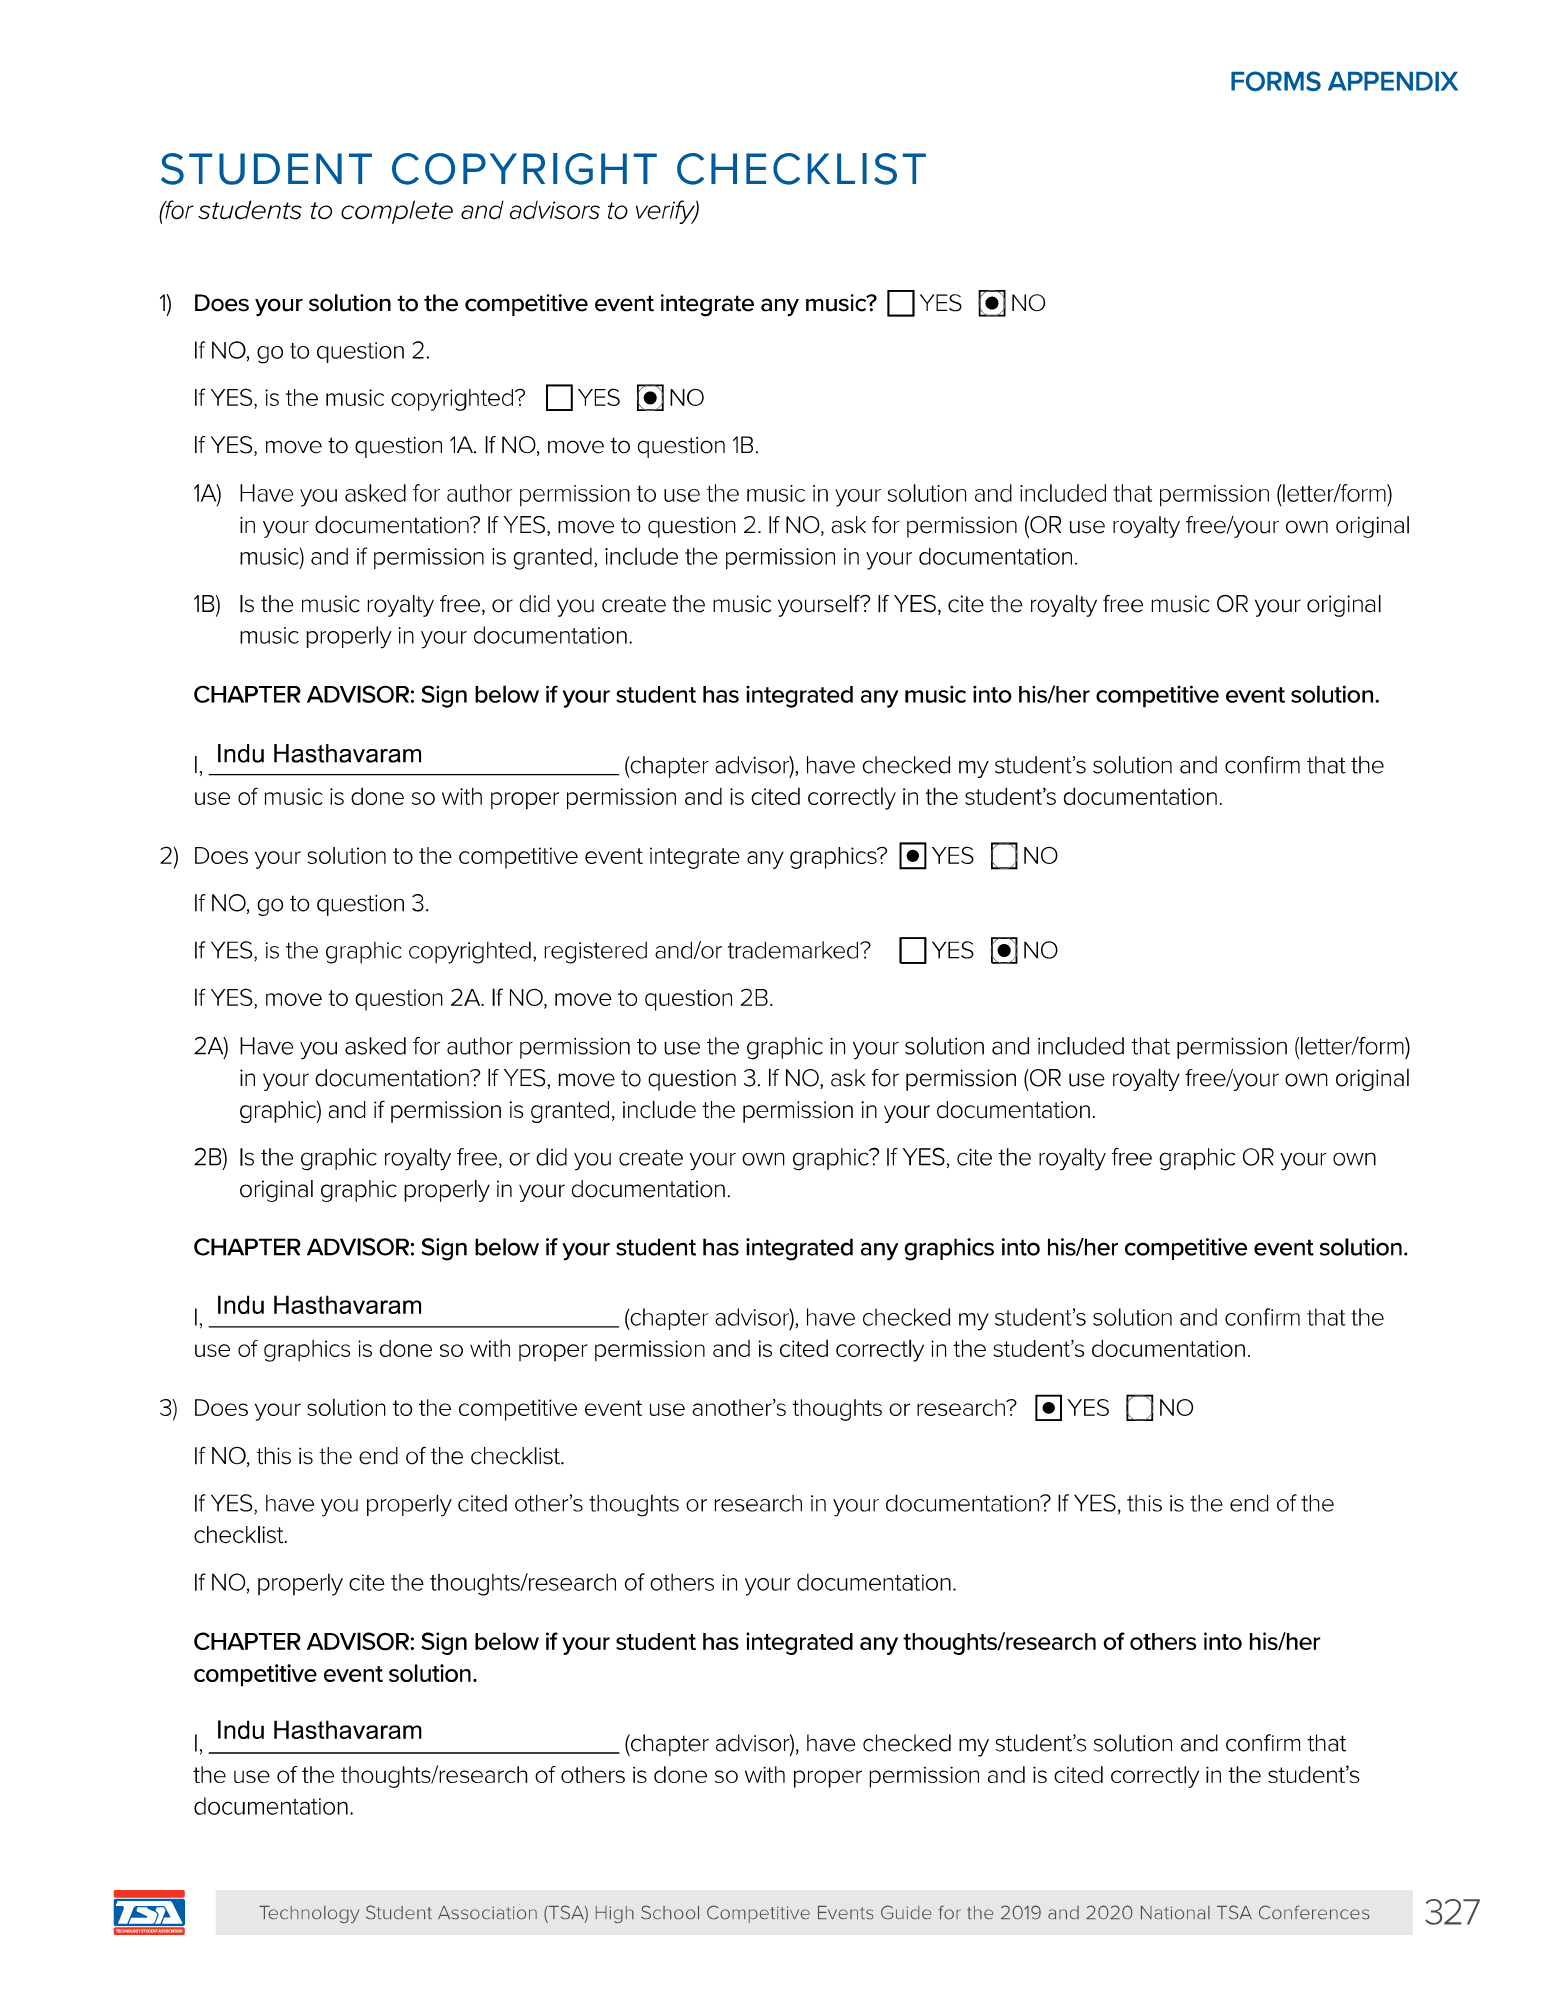 FORMS APPENDIX
STUDENT COPYRIGHT CHECKLIST
(for students to complete and advisors to verify)
1) Does your solution to the competitive event integrate any music? YES NO
If NO, go to question 2.
If YES, is the music copyrighted? YES NO
If YES, move to question 1A. If NO, move to question 1B.
1A) Have you asked for author permission to use the music in your solution and included that permission (letter/form)
in your documentation? If YES, move to question 2. If NO, ask for permission (OR use royalty free/your own original
music) and if permission is granted, include the permission in your documentation.
1B) Is the music royalty free, or did you create the music yourself? If YES, cite the royalty free music OR your original
music properly in your documentation.
CHAPTER ADVISOR: Sign below if your student has integrated any music into his/her competitive event solution.
I, Indu Hasthavaram (chapter advisor), have checked my student's solution and confirm that the
use of music is done so with proper permission and is cited correctly in the student's documentation.
2) Does your solution to the competitive event integrate any graphics? YES NO
If NO, go to question 3.
If YES, is the graphic copyrighted, registered and/or trademarked? YES NO
If YES, move to question 2A. If NO, move to question 2B.
2A) Have you asked for author permission to use the graphic in your solution and included that permission (letter/form)
in your documentation? If YES, move to question 3. If NO, ask for permission (OR use royalty free/your own original
graphic) and if permission is granted, include the permission in your documentation.
2B) Is the graphic royalty free, or did you create your own graphic? If YES, cite the royalty free graphic OR your own
original graphic properly in your documentation.
CHAPTER ADVISOR: Sign below if your student has integrated any graphics into his/her competitive event solution.
I, Indu Hasthavaram (chapter advisor), have checked my student's solution and confirm that the
use of graphics is done so with proper permission and is cited correctly in the student's documentation.
3) Does your solution to the competitive event use another's thoughts or research? YES NO
If NO, this is the end of the checklist.
If YES, have you properly cited other's thoughts or research in your documentation? If YES, this is the end of the
checklist.
If NO, properly cite the thoughts/research of others in your documentation.
CHAPTER ADVISOR: Sign below if your student has integrated any thoughts/research of others into his/her
competitive event solution.
I, Indu Hasthavaram (chapter advisor), have checked my student's solution and confirm that
the use of the thoughts/research of others is done so with proper permission and is cited correctly in the student's
documentation.
TSA
TECHNOLOGY STUDENT ASSOCIATION
Technology Student Association (TSA) High School Competitive Events Guide for the 2019 and 2020 National TSA Conferences 327